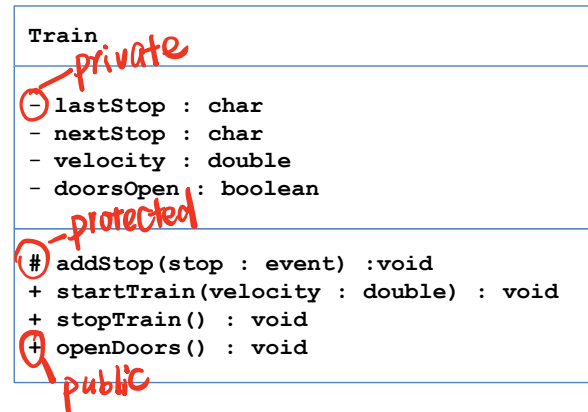 Train
private
- lastStop : char
- nextStop : char
- velocity : double
- doorsOpen : boolean
protected
# addStop(stop : event) :void
+ startTrain(velocity : double) : void
+ stopTrain() : void
+ openDoors() : void
public